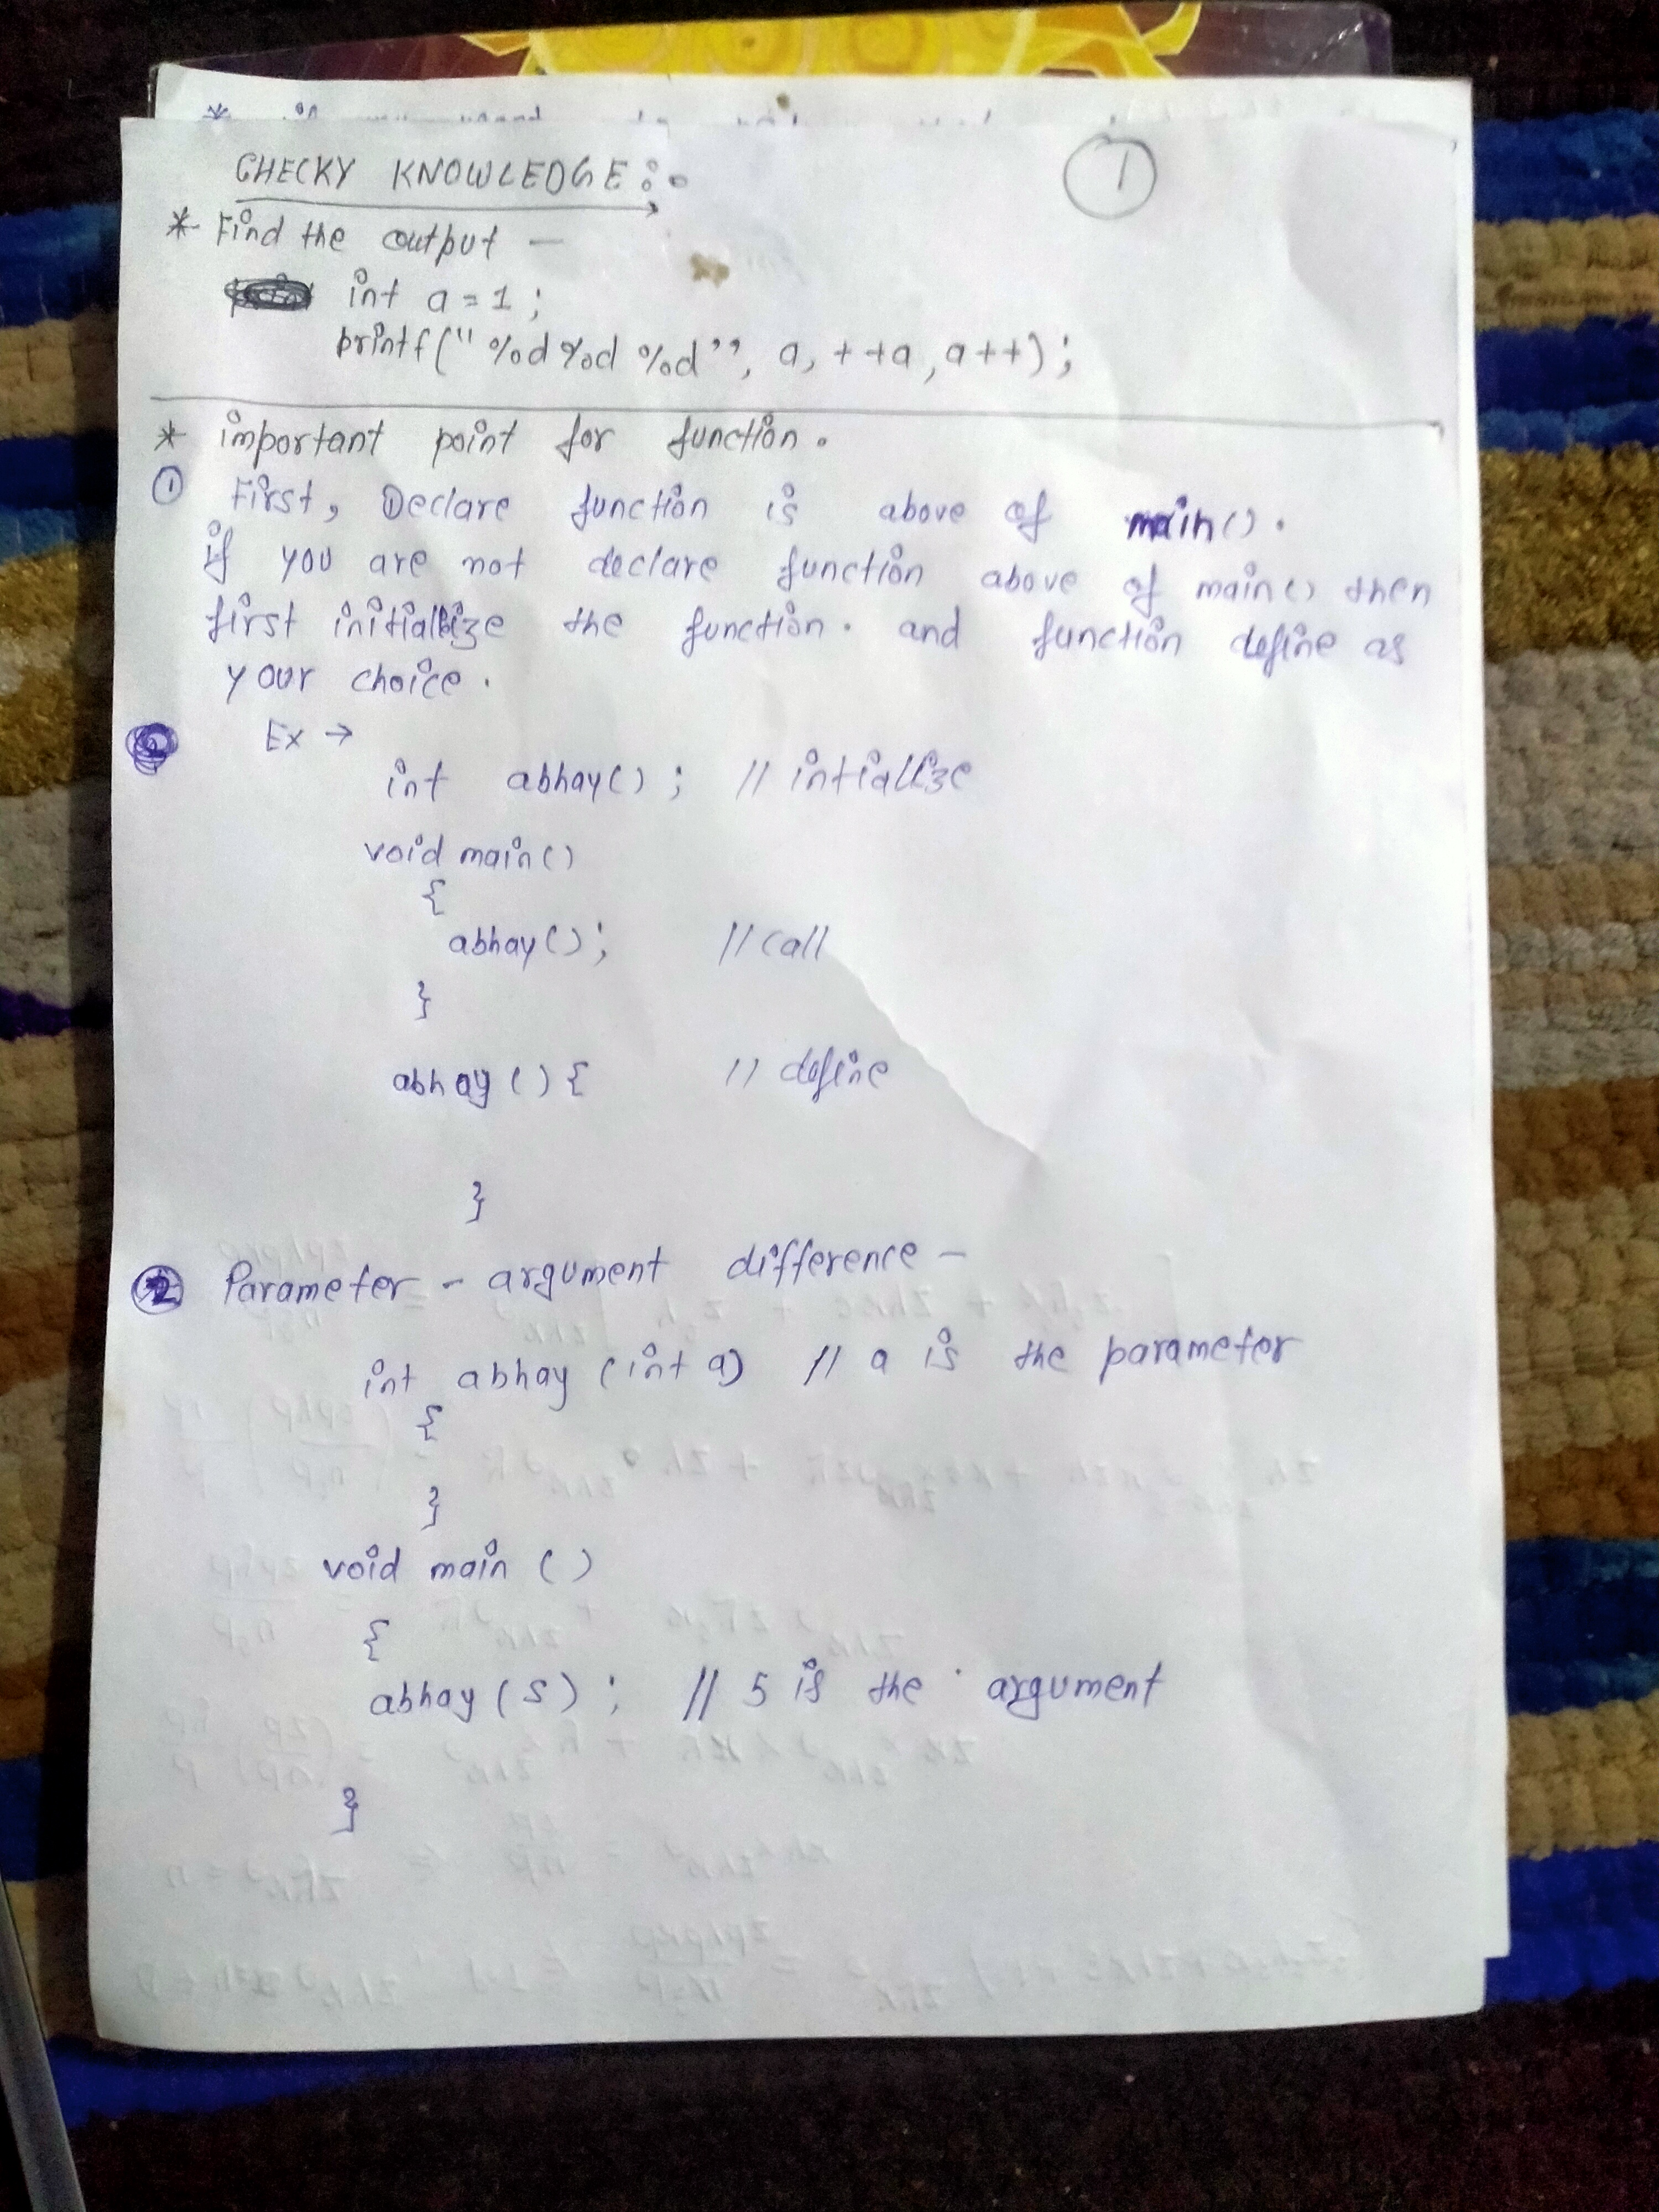 CHECKY KNOWLEDGE :-
1
* Find the output —
int a = 1 ;
printf(" %d %d %d", a, ++a, a++) ;
* important point for function.
① First, Declare function is above of main() .
if you are not declare function above of main() then
first initialize the function . and function define as
your choice .
Ex →
int abhay() ; // intiallize
void main()
{
abhay() ; // call
}
abhay () { // define
}
② Parameter - argument difference —
int abhay (int a) // a is the parameter
{
}
void main ()
{
abhay (5) ; // 5 is the argument
}